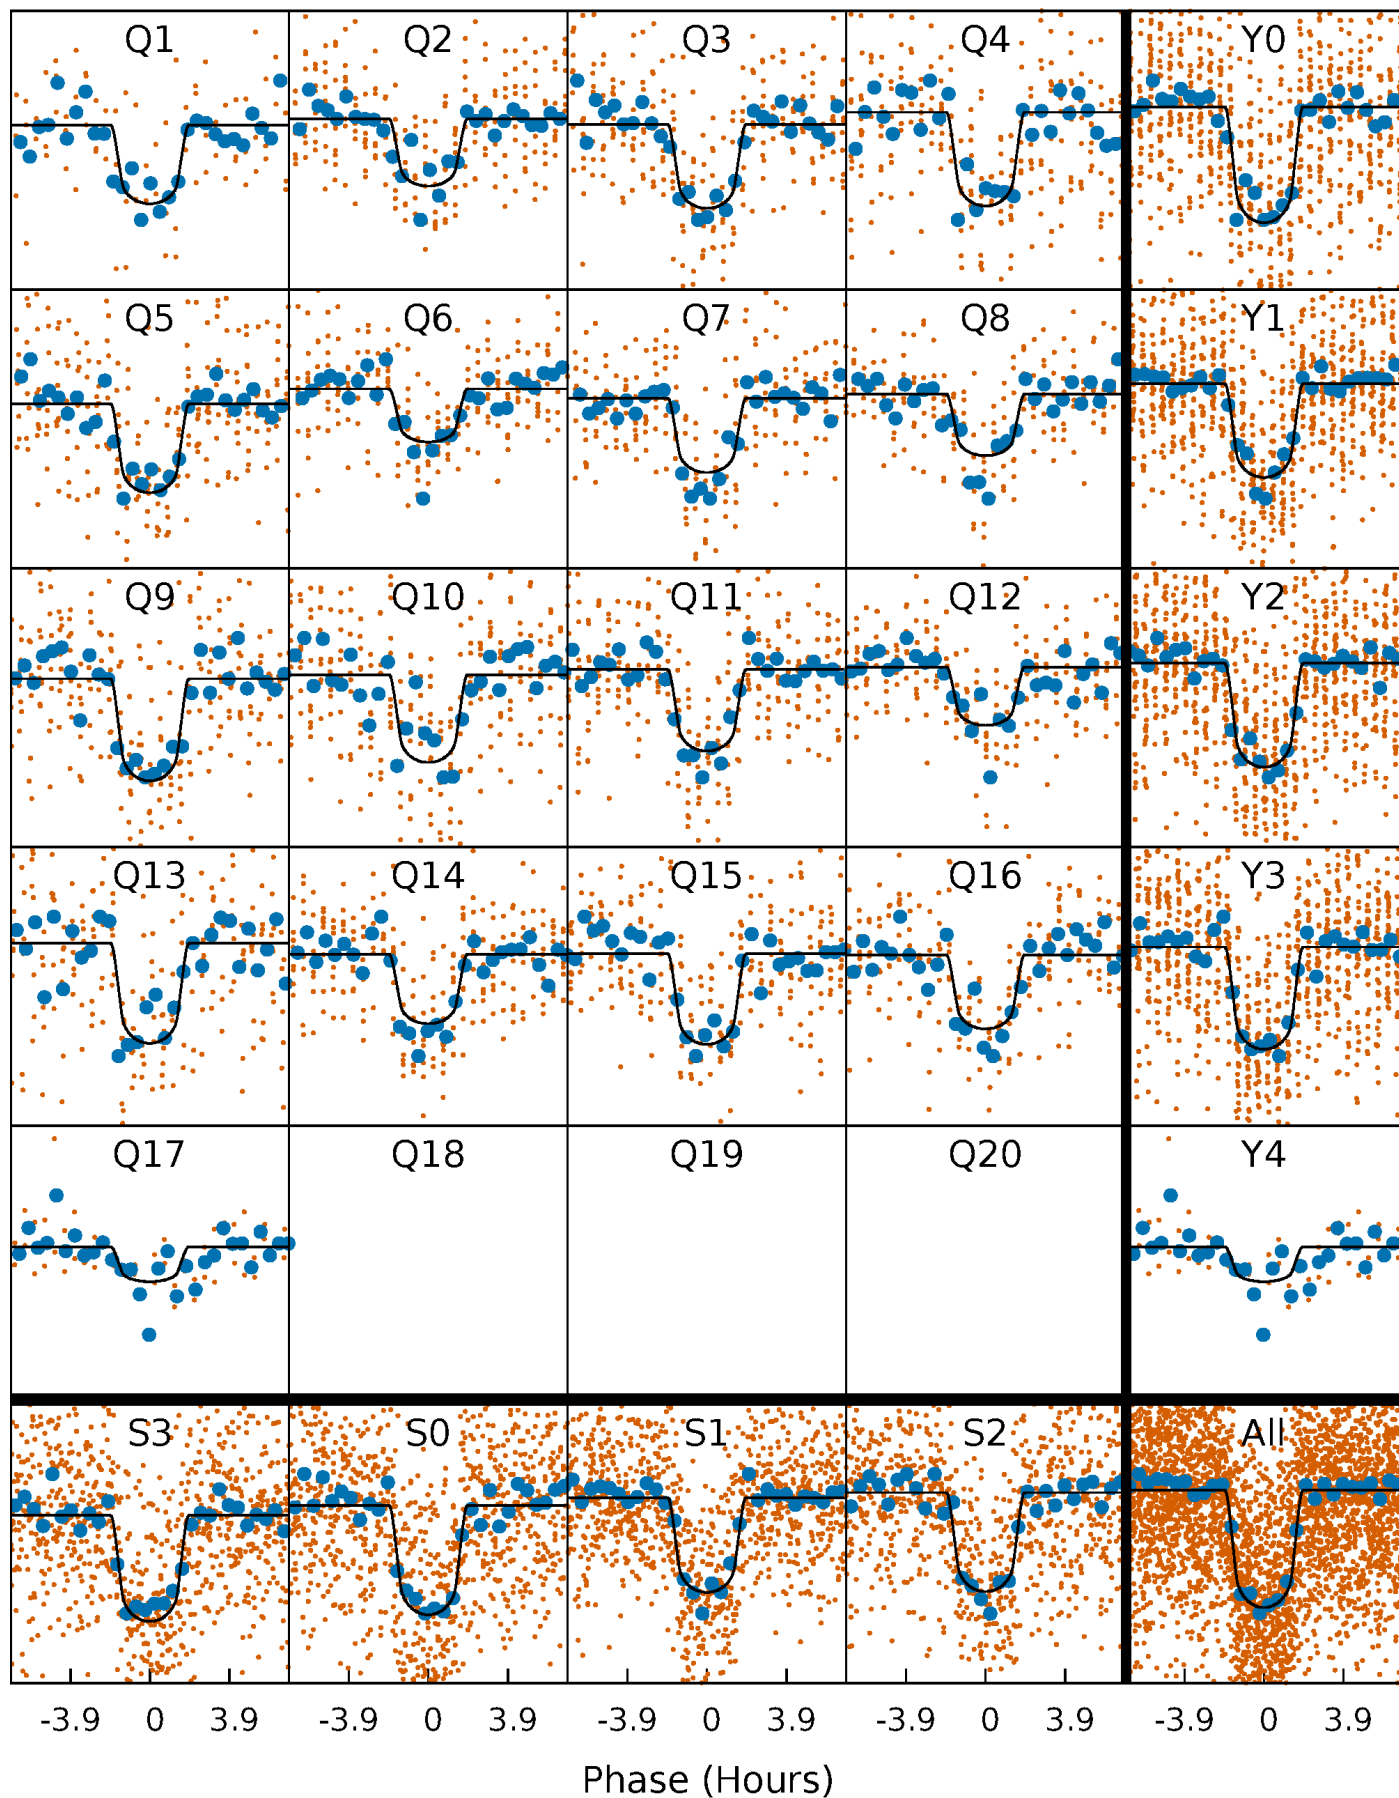 Q1 Q2 Q3 Q4 Y0
Q5 Q6 Q7 Q8 Y1
Q9 Q10 Q11 Q12 Y2
Q13 Q14 Q15 Q16 Y3
Q17 Q18 Q19 Q20 Y4
S3 S0 S1 S2 All
-3.9 0 3.9 -3.9 0 3.9 -3.9 0 3.9 -3.9 0 3.9 -3.9 0 3.9
Phase (Hours)